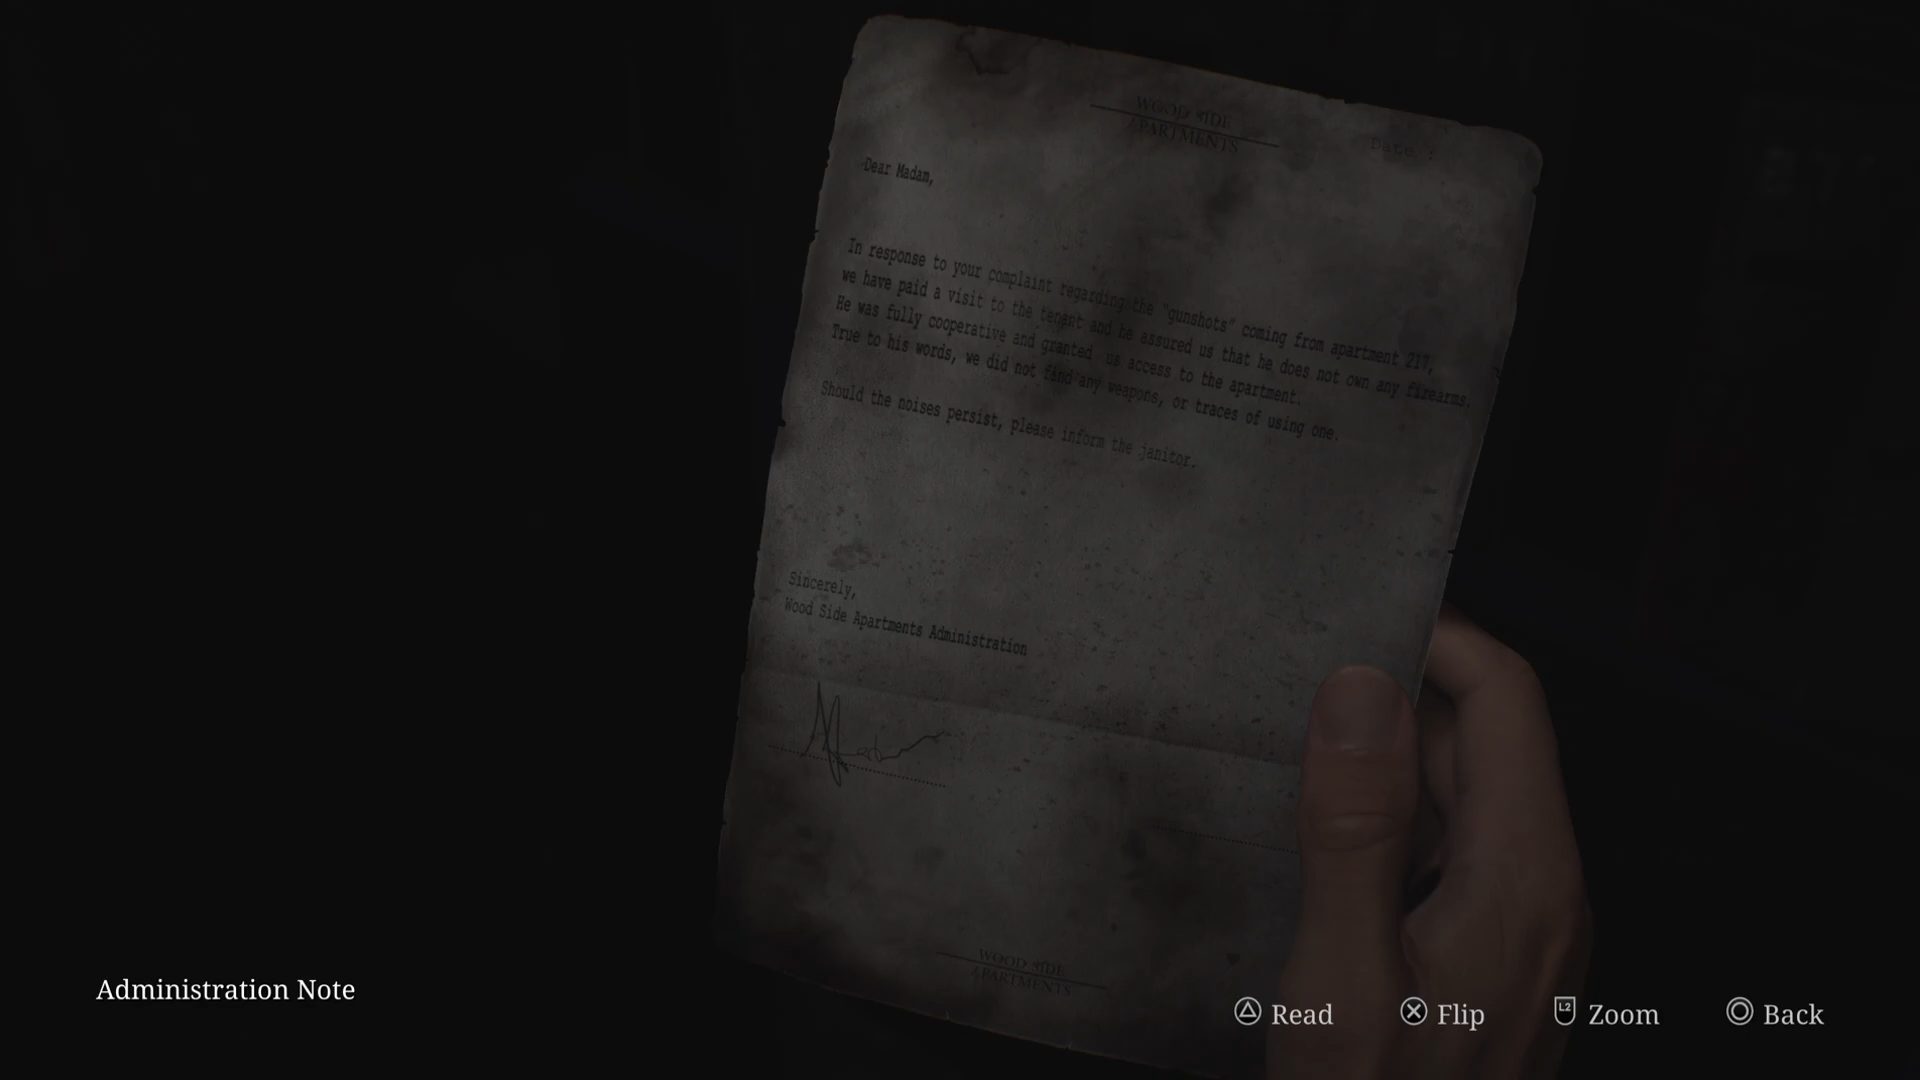 WOOD SIDE
APARTMENTS
Date :
Dear Madam,
In response to your complaint regarding the "gunshots" coming from apartment 217,
we have paid a visit to the tenant and he assured us that he does not own any firearms.
He was fully cooperative and granted us access to the apartment.
True to his words, we did not find any weapons, or traces of using one.
Should the noises persist, please inform the janitor.
Sincerely,
Wood Side Apartments Administration
WOOD SIDE
APARTMENTS
Administration Note
Read
Flip
L2 Zoom
Back